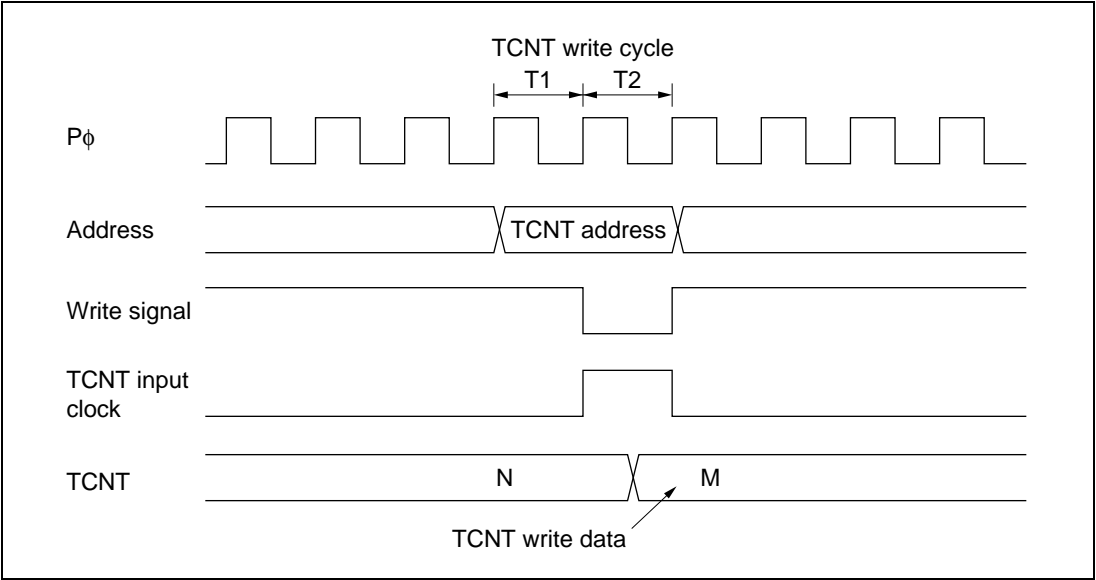 TCNT write cycle
T1 T2
Pϕ
Address
TCNT address
Write signal
TCNT input
clock
TCNT
N
M
TCNT write data